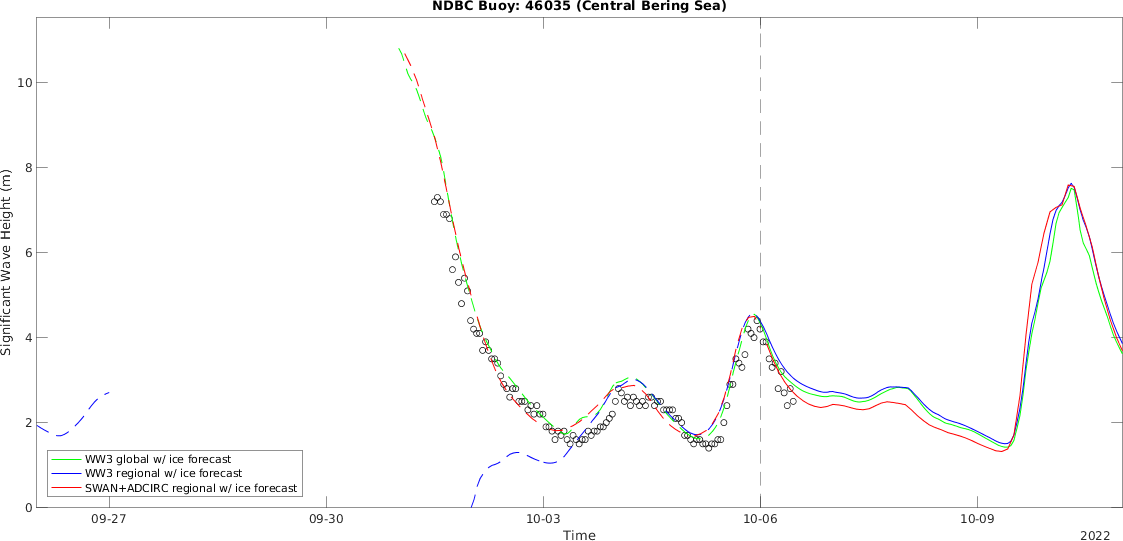 NDBC Buoy: 46035 (Central Bering Sea)
Significant Wave Height (m)
10
8
6
4
2
0
WW3 global w/ ice forecast
WW3 regional w/ ice forecast
SWAN+ADCIRC regional w/ ice forecast
09-27 09-30 10-03 10-06 10-09
Time
2022